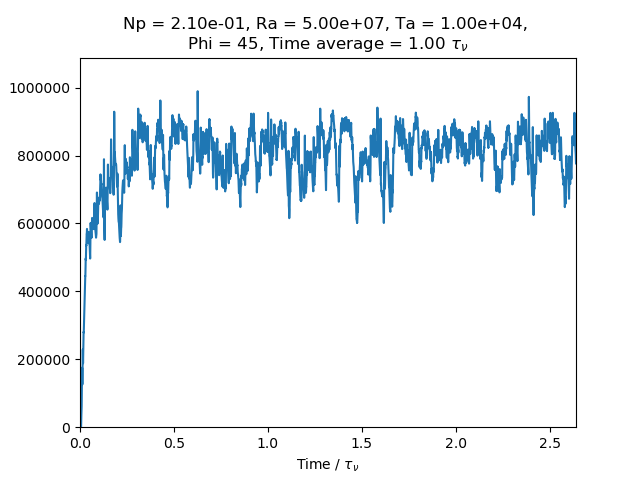 Np = 2.10e-01, Ra = 5.00e+07, Ta = 1.00e+04,
Phi = 45, Time average = 1.00 τν
1000000
800000
600000
400000
200000
0
0.0 0.5 1.0 1.5 2.0 2.5
Time / τν